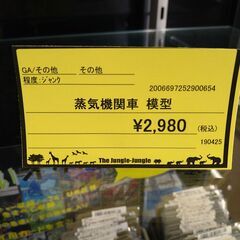 GA/その他 その他
程度:ジャンク
2006697252900654
蒸気機関車 模型
¥2,980 (税込)
190425
The Jungle-Jungle